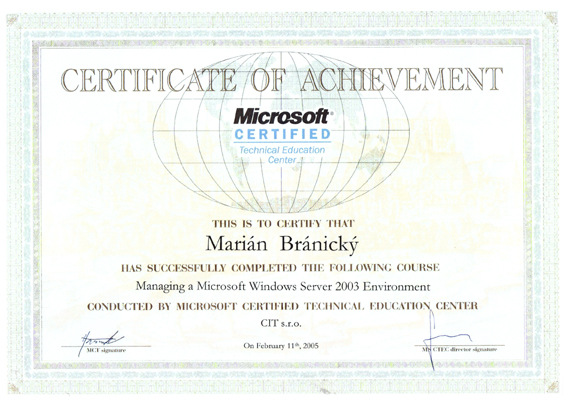 CERTIFICATE OF ACHIEVEMENT
Microsoft®
CERTIFIED
Technical Education
Center
THIS IS TO CERTIFY THAT
Marián Bránický
HAS SUCCESSFULLY COMPLETED THE FOLLOWING COURSE
Managing a Microsoft Windows Server 2003 Environment
CONDUCTED BY MICROSOFT CERTIFIED TECHNICAL EDUCATION CENTER
CIT s.r.o.
On February 11th, 2005
MCT signature
MS CTEC director signature